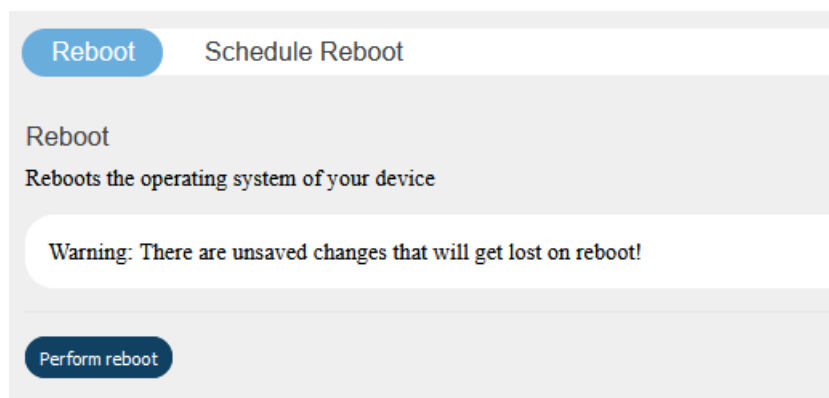 Reboot Schedule Reboot
Reboot
Reboots the operating system of your device
Warning: There are unsaved changes that will get lost on reboot!
Perform reboot